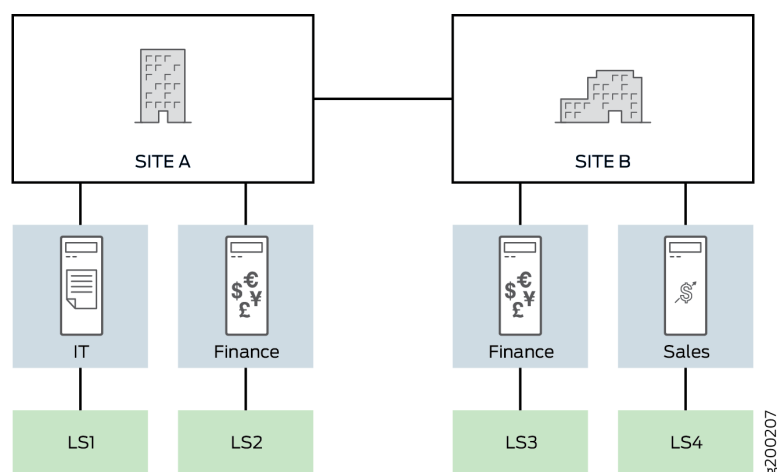 SITE A
SITE B
$€
£¥
$€
£¥
$
IT
Finance
Finance
Sales
LS1
LS2
LS3
LS4
g200207